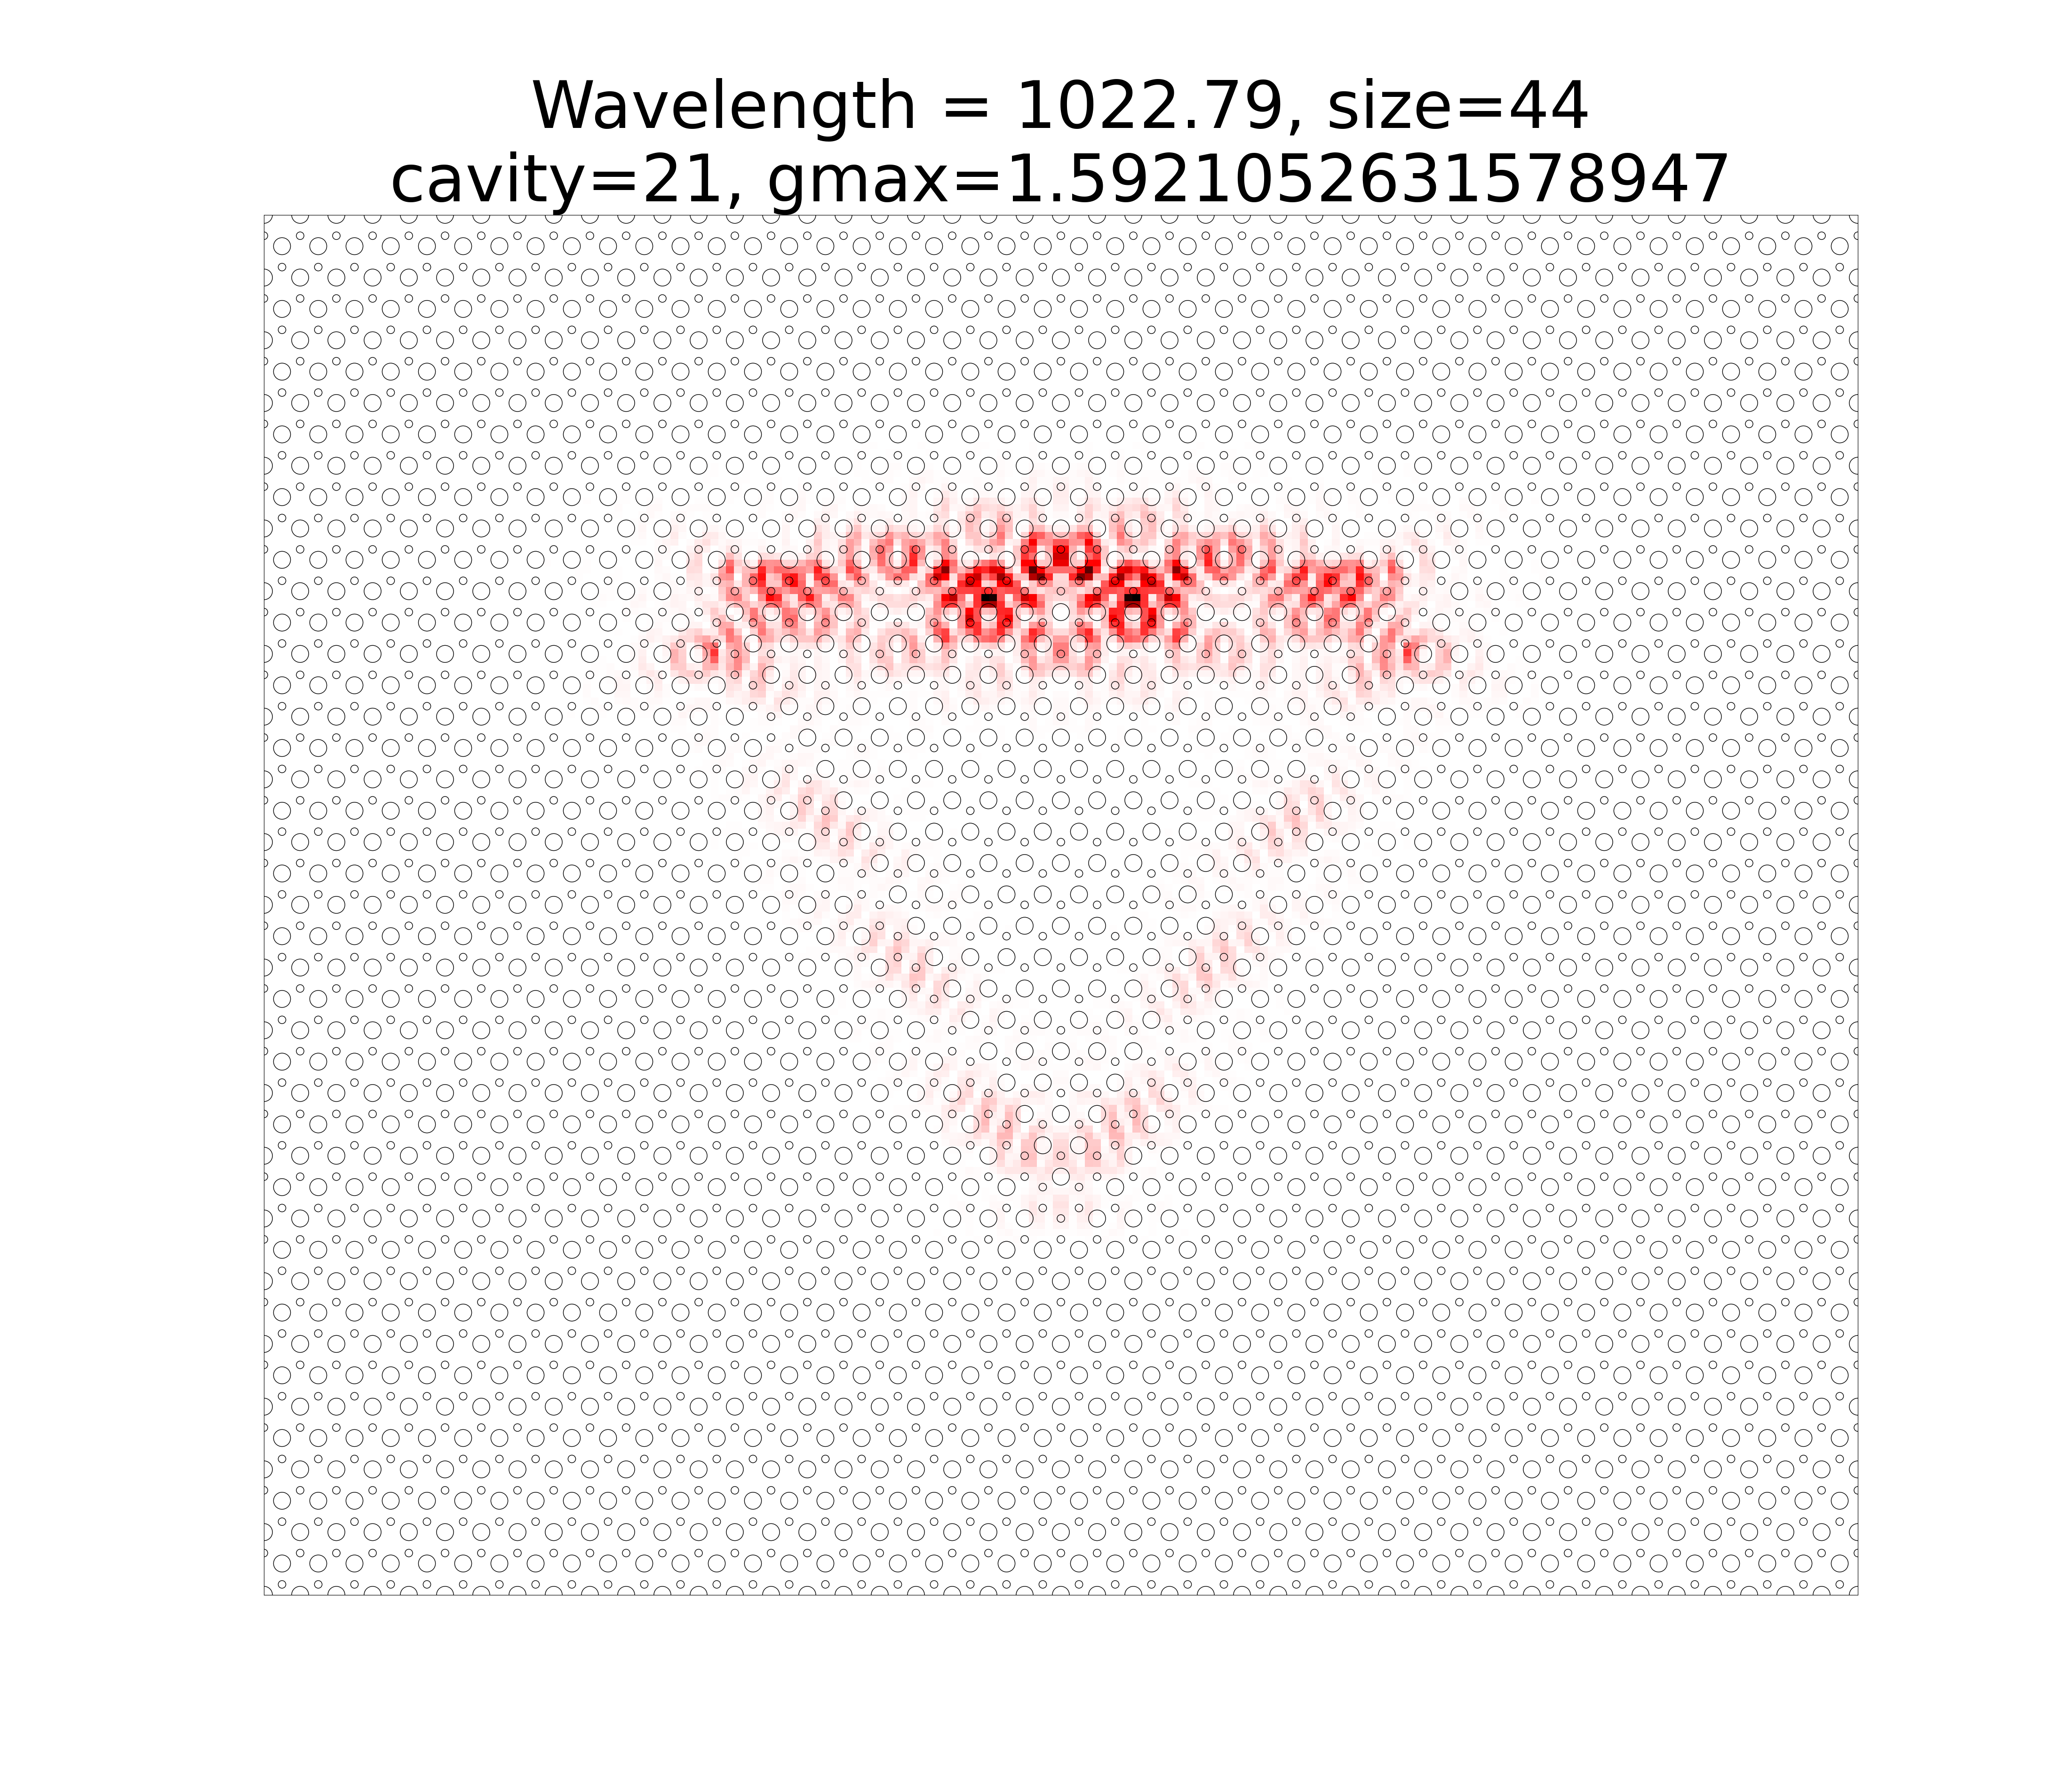 Wavelength = 1022.79, size=44
cavity=21, gmax=1.5921052631578947